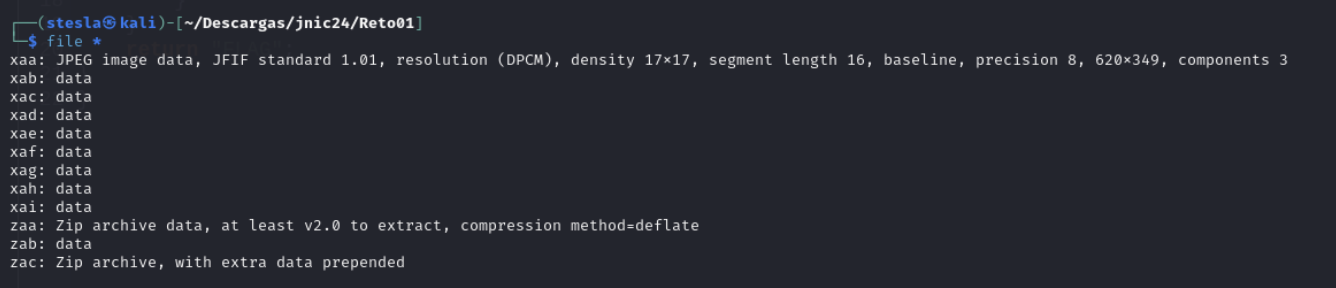 ┌──(stesla㉿kali)-[~/Descargas/jnic24/Reto01]
└─$ file *
xaa: JPEG image data, JFIF standard 1.01, resolution (DPCM), density 17×17, segment length 16, baseline, precision 8, 620×349, components 3
xab: data
xac: data
xad: data
xae: data
xaf: data
xag: data
xah: data
xai: data
zaa: Zip archive data, at least v2.0 to extract, compression method=deflate
zab: data
zac: Zip archive, with extra data prepended